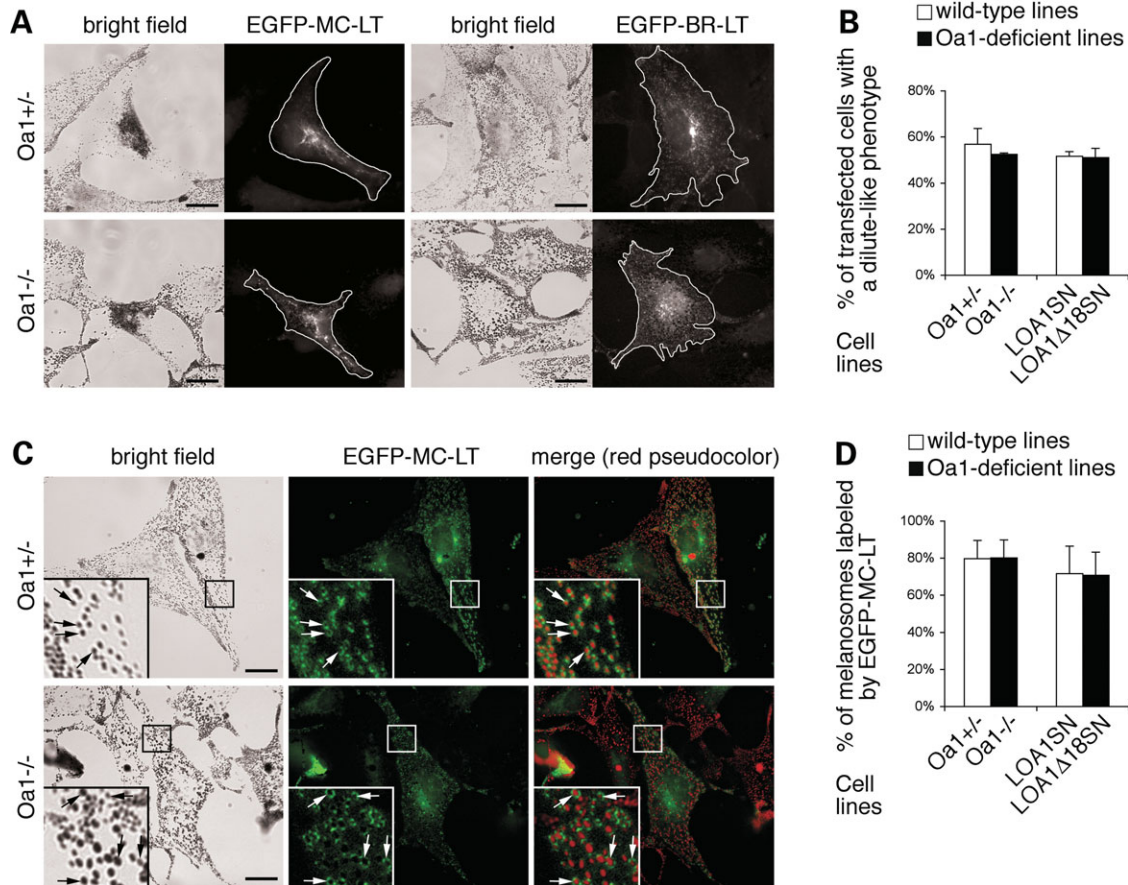 A
bright field
EGFP-MC-LT
bright field
EGFP-BR-LT
Oa1+/-
Oa1-/-
B
wild-type lines
Oa1-deficient lines
% of transfected cells with
a dilute-like phenotype
80%
60%
40%
20%
0%
Oa1+/-
Oa1-/-
LOA1SN
LOA1Δ18SN
Cell
lines
C
bright field
EGFP-MC-LT
merge (red pseudocolor)
Oa1+/-
Oa1-/-
D
wild-type lines
Oa1-deficient lines
% of melanosomes labeled
by EGFP-MC-LT
100%
80%
60%
40%
20%
0%
Oa1+/-
Oa1-/-
LOA1SN
LOA1Δ18SN
Cell
lines